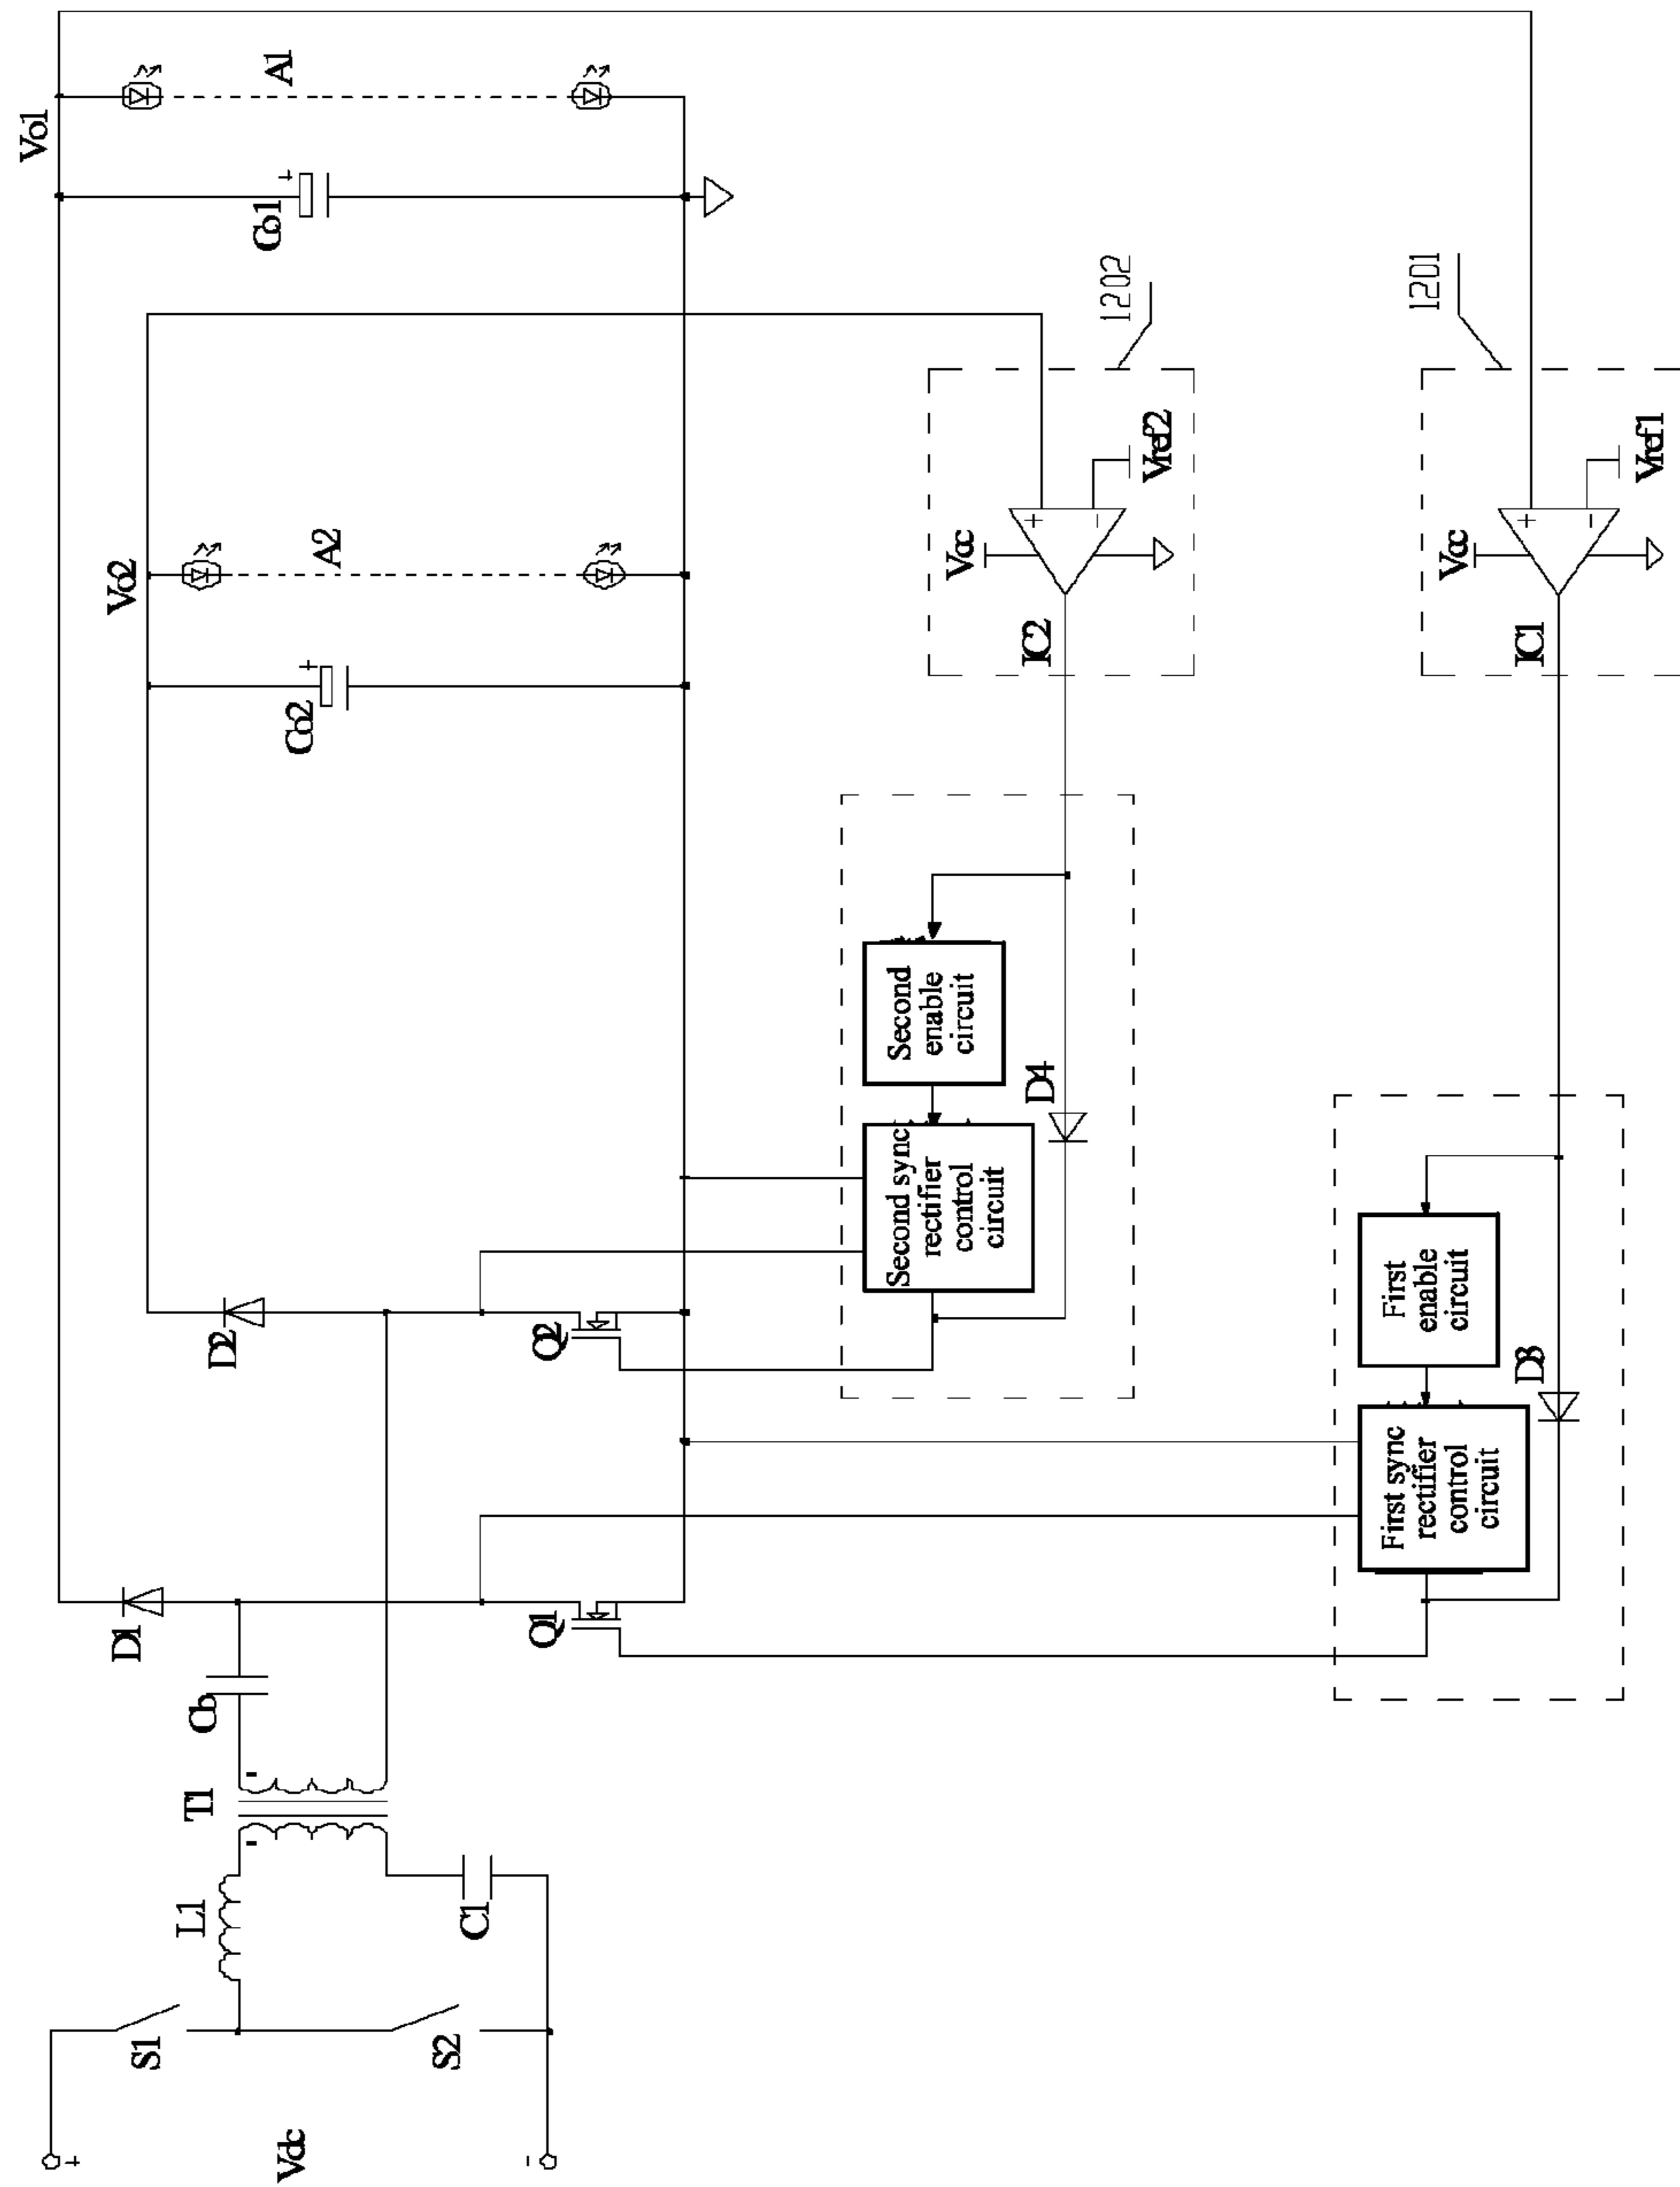 Vdc
+
-
S1
S2
L1
C1
T1
Cb
D1
D2
Q1
Q2
Vo2
Co2
+
A2
Vo1
Co1
+
A1
Second sync
rectifier
control
circuit
Second
enable
circuit
D4
IC2
Vcc
+
-
Vref2
1202
First sync
rectifier
control
circuit
First
enable
circuit
D3
IC1
Vcc
+
-
Vref1
1201